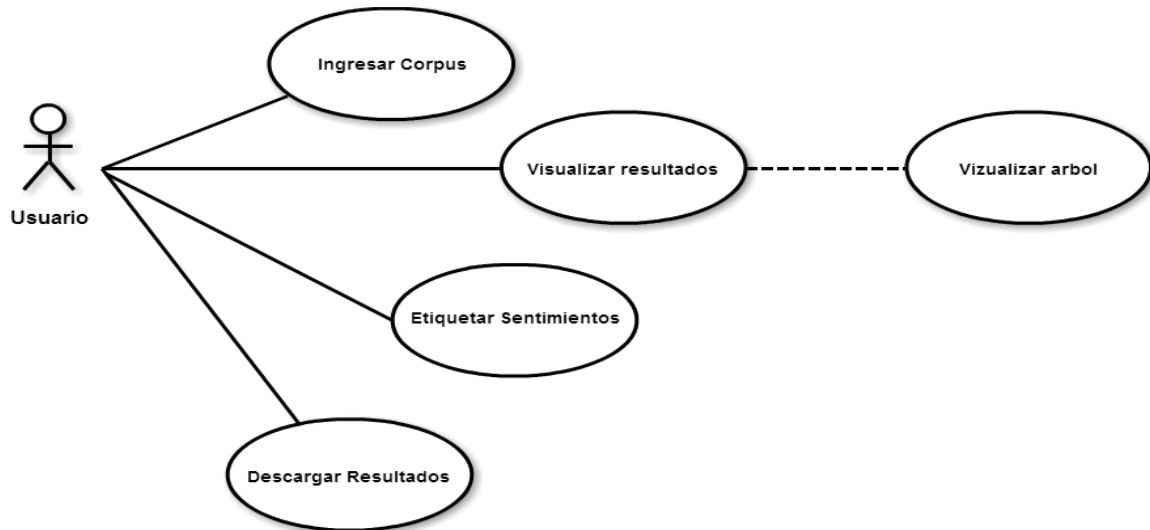 Ingresar Corpus
Usuario
Visualizar resultados
Vizualizar arbol
Etiquetar Sentimientos
Descargar Resultados